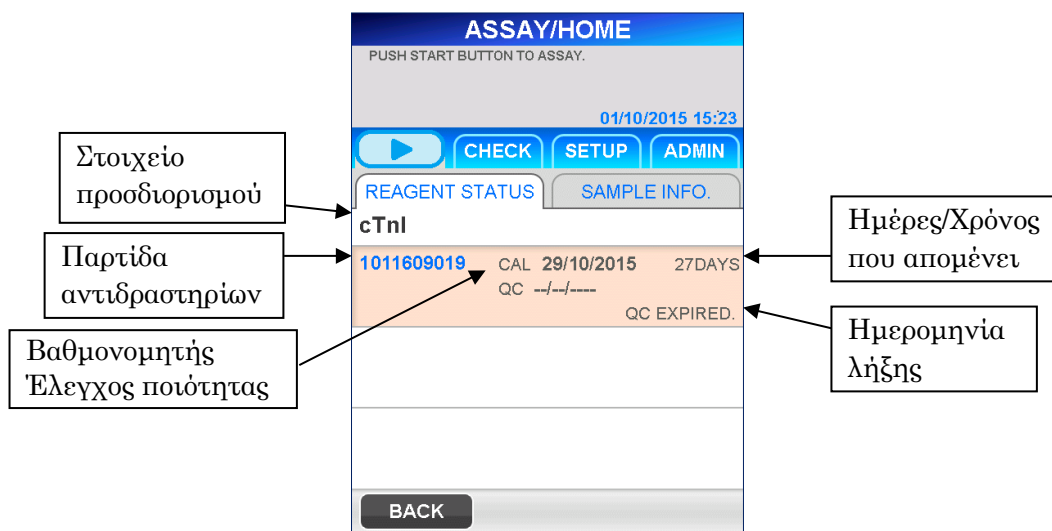 ASSAY/HOME
PUSH START BUTTON TO ASSAY.
01/10/2015 15:23
CHECK SETUP ADMIN
REAGENT STATUS SAMPLE INFO.
cTnI
1011609019 CAL 29/10/2015 27DAYS
QC --/--/----
QC EXPIRED.
BACK
Στοιχείο
προσδιορισμού
Παρτίδα
αντιδραστηρίων
Βαθμονομητής
Έλεγχος ποιότητας
Ημέρες/Χρόνος
που απομένει
Ημερομηνία
λήξης